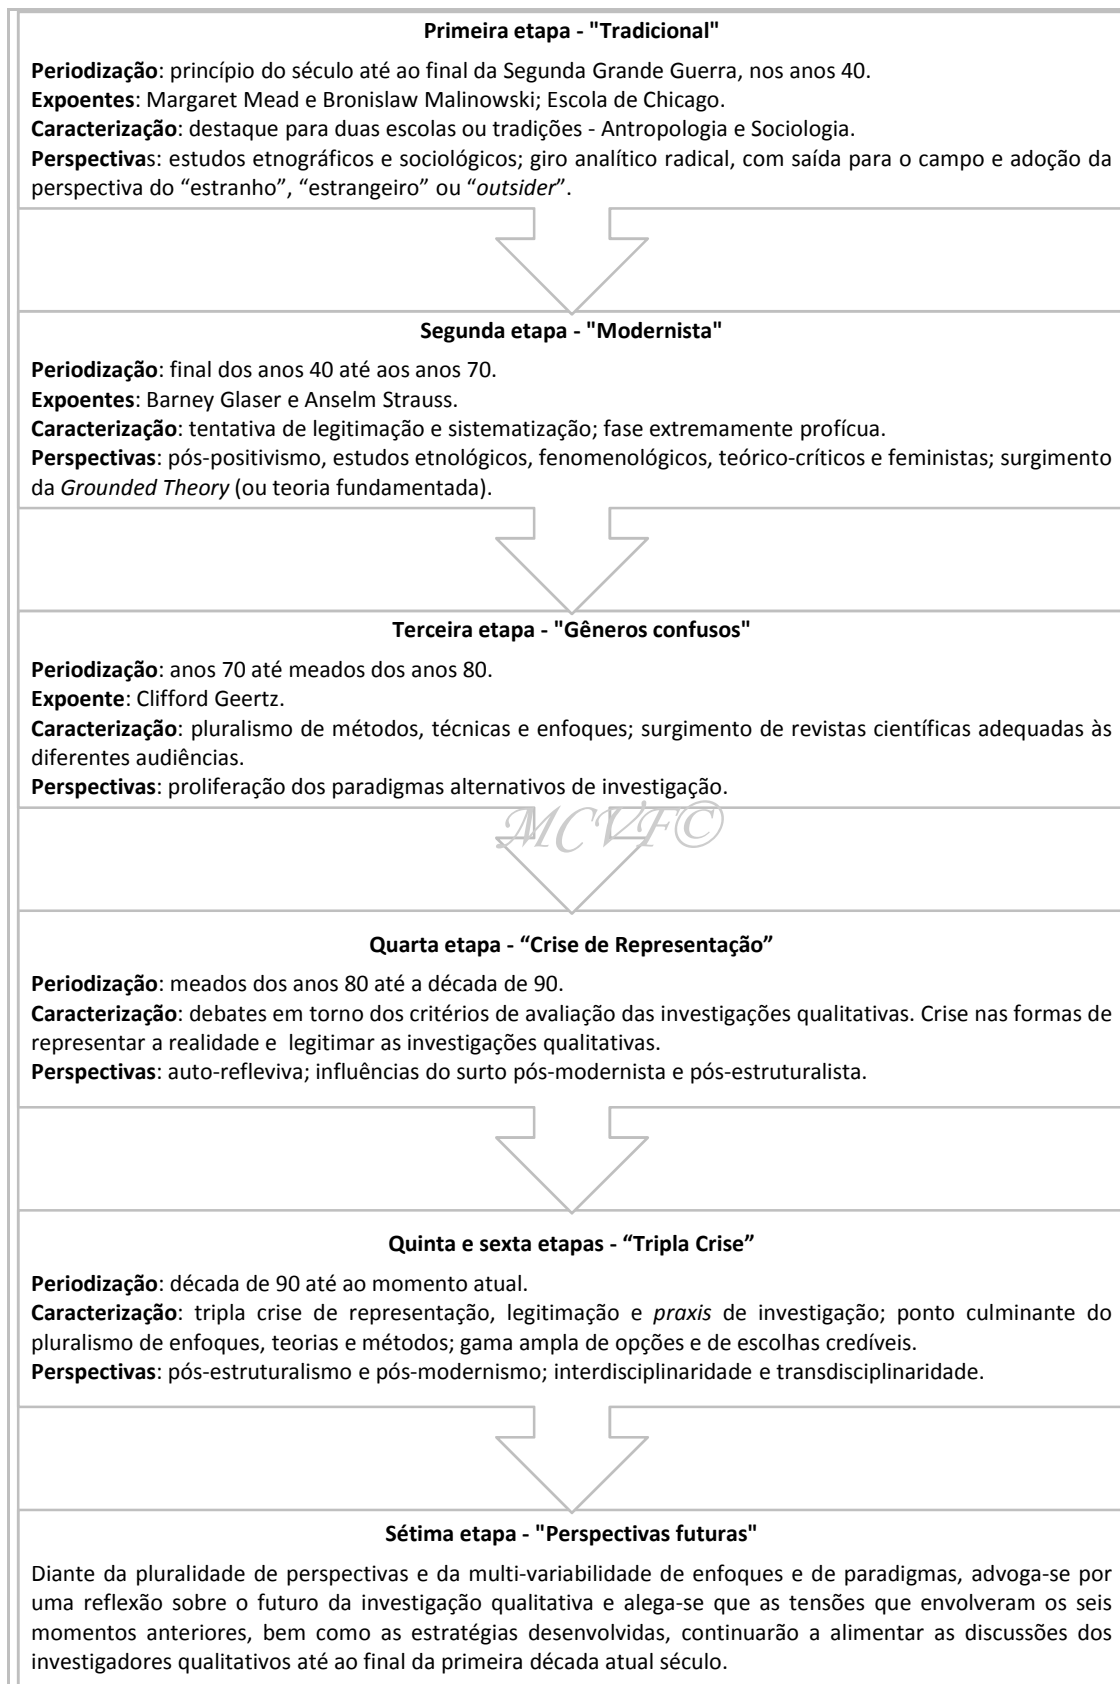 Primeira etapa - "Tradicional"
Periodização: princípio do século até ao final da Segunda Grande Guerra, nos anos 40.
Expoentes: Margaret Mead e Bronislaw Malinowski; Escola de Chicago.
Caracterização: destaque para duas escolas ou tradições - Antropologia e Sociologia.
Perspectivas: estudos etnográficos e sociológicos; giro analítico radical, com saída para o campo e adoção da
perspectiva do “estranho”, “estrangeiro” ou “outsider”.
Segunda etapa - "Modernista"
Periodização: final dos anos 40 até aos anos 70.
Expoentes: Barney Glaser e Anselm Strauss.
Caracterização: tentativa de legitimação e sistematização; fase extremamente profícua.
Perspectivas: pós-positivismo, estudos etnológicos, fenomenológicos, teórico-críticos e feministas; surgimento
da Grounded Theory (ou teoria fundamentada).
Terceira etapa - "Gêneros confusos"
Periodização: anos 70 até meados dos anos 80.
Expoente: Clifford Geertz.
Caracterização: pluralismo de métodos, técnicas e enfoques; surgimento de revistas científicas adequadas às
diferentes audiências.
Perspectivas: proliferação dos paradigmas alternativos de investigação.
MCVF©
Quarta etapa - “Crise de Representação”
Periodização: meados dos anos 80 até a década de 90.
Caracterização: debates em torno dos critérios de avaliação das investigações qualitativas. Crise nas formas de
representar a realidade e legitimar as investigações qualitativas.
Perspectivas: auto-refleviva; influências do surto pós-modernista e pós-estruturalista.
Quinta e sexta etapas - “Tripla Crise”
Periodização: década de 90 até ao momento atual.
Caracterização: tripla crise de representação, legitimação e praxis de investigação; ponto culminante do
pluralismo de enfoques, teorias e métodos; gama ampla de opções e de escolhas credíveis.
Perspectivas: pós-estruturalismo e pós-modernismo; interdisciplinaridade e transdisciplinaridade.
Sétima etapa - "Perspectivas futuras"
Diante da pluralidade de perspectivas e da multi-variabilidade de enfoques e de paradigmas, advoga-se por
uma reflexão sobre o futuro da investigação qualitativa e alega-se que as tensões que envolveram os seis
momentos anteriores, bem como as estratégias desenvolvidas, continuarão a alimentar as discussões dos
investigadores qualitativos até ao final da primeira década atual século.